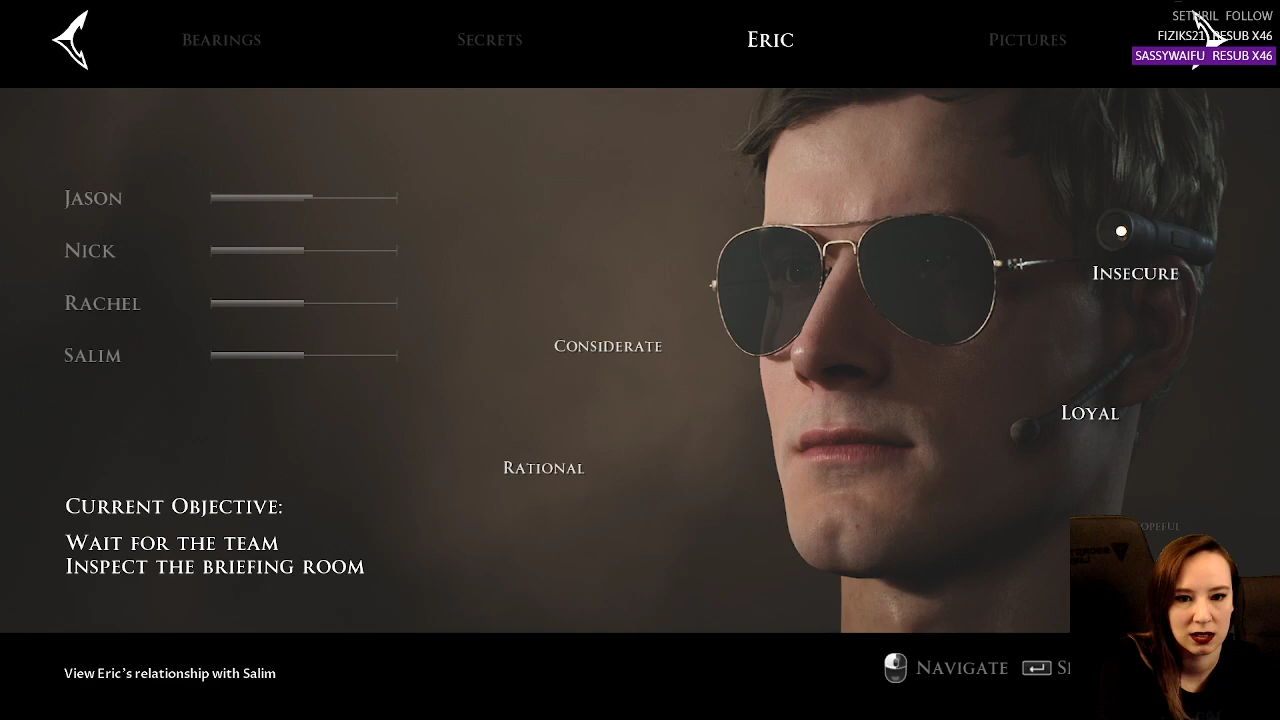 BEARINGS
SECRETS
ERIC
PICTURES
FOLLOW
FIZIKS21 RESUB X46
SASSYWAIFU RESUB X46
JASON
NICK
RACHEL
SALIM
INSECURE
CONSIDERATE
LOYAL
RATIONAL
CURRENT OBJECTIVE:
WAIT FOR THE TEAM
INSPECT THE BRIEFING ROOM
View Eric's relationship with Salim
NAVIGATE